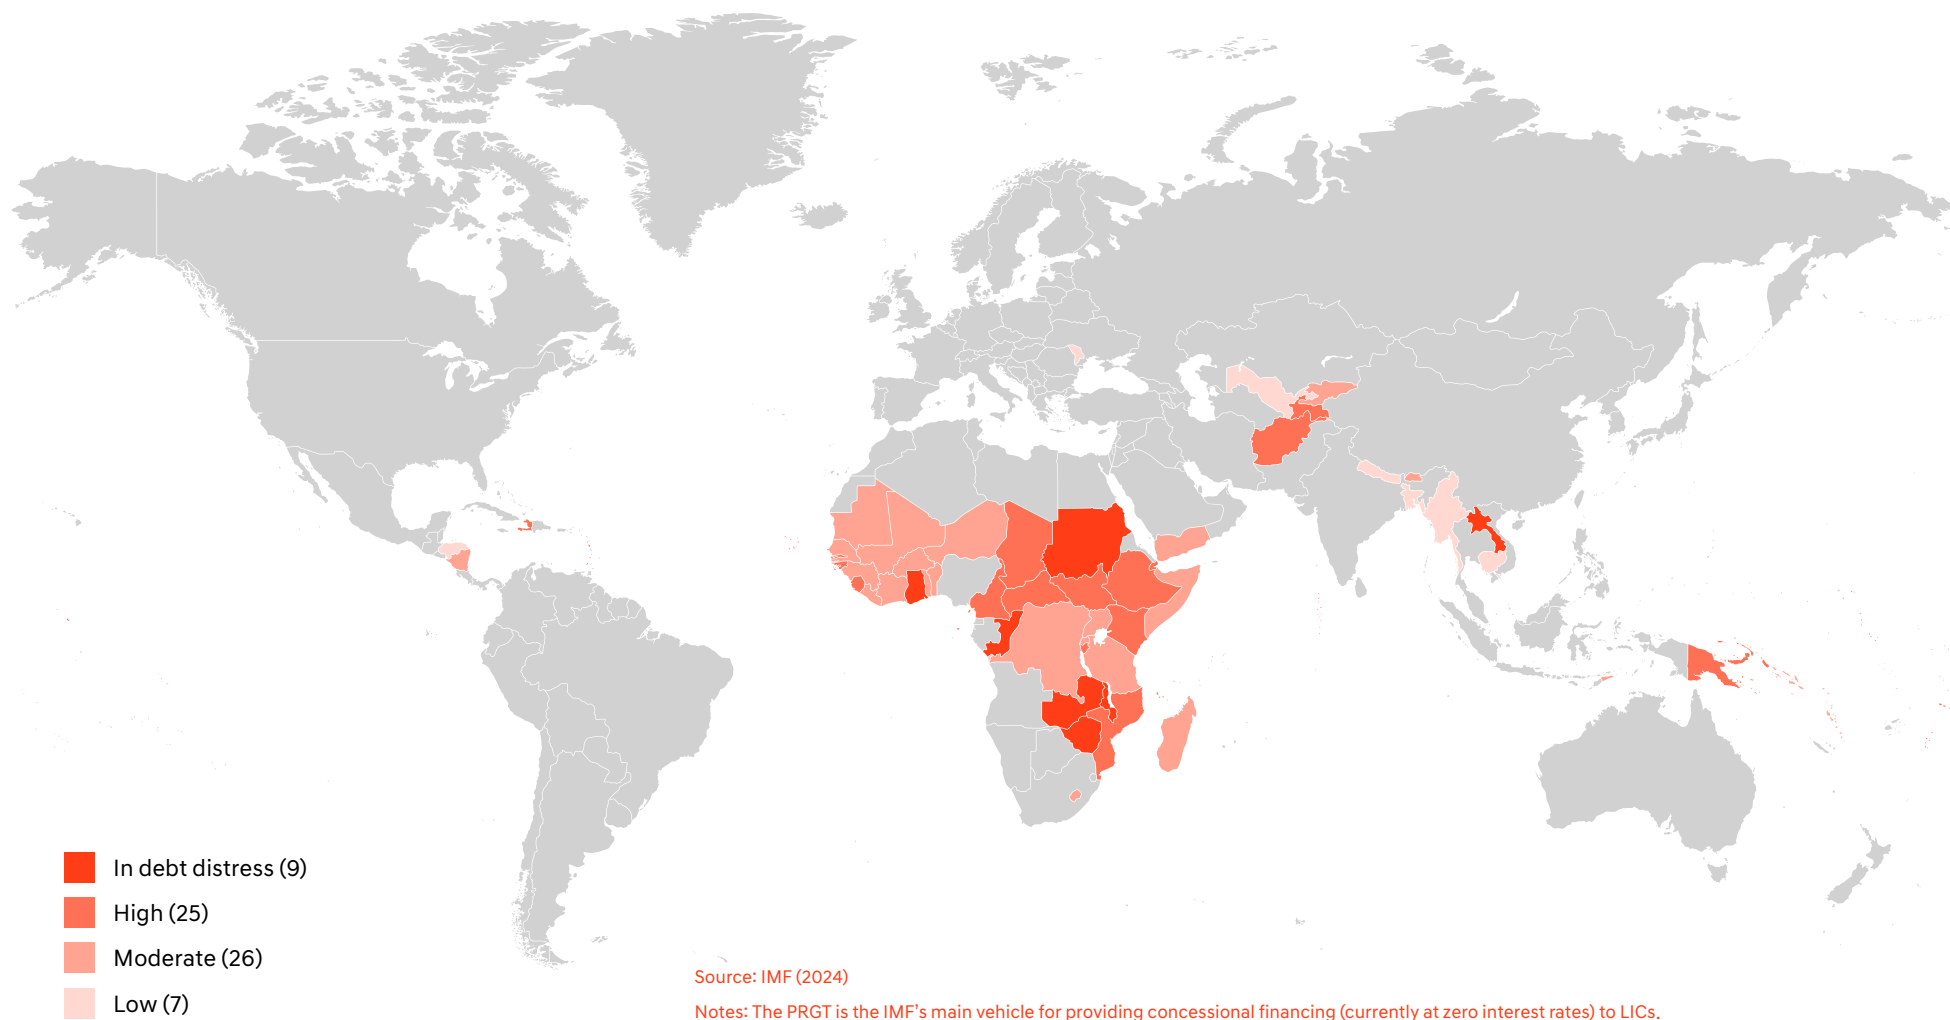 In debt distress (9)
High (25)
Moderate (26)
Low (7)
Source: IMF (2024)
Notes: The PRGT is the IMF's main vehicle for providing concessional financing (currently at zero interest rates) to LICs.